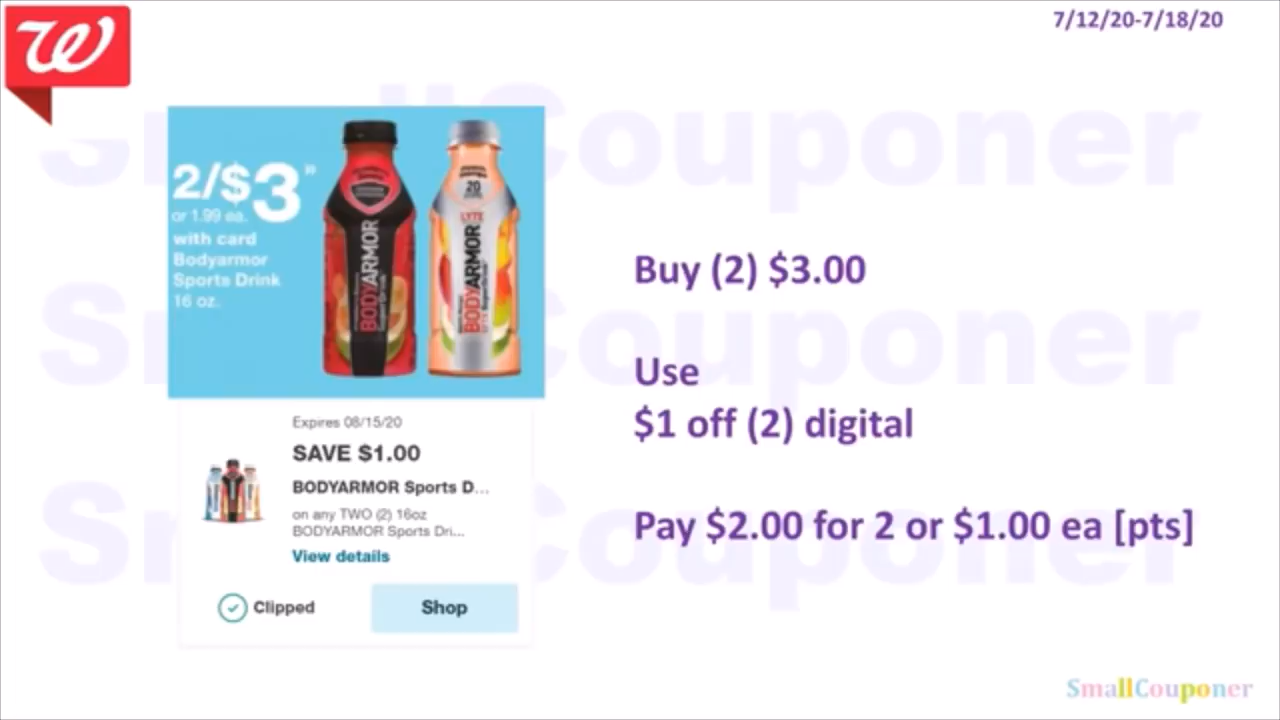 7/12/20-7/18/20
2/$3
or 1.99 ea.
with card
Bodyarmor
Sports Drink
16 oz.
BODYARMOR
LYTE
20
BODYARMOR
Buy (2) $3.00
Use
$1 off (2) digital
Pay $2.00 for 2 or $1.00 ea [pts]
Expires 08/15/20
SAVE $1.00
BODYARMOR Sports D...
on any TWO (2) 16oz
BODYARMOR Sports Dri...
View details
Clipped
Shop
SmallCouponer